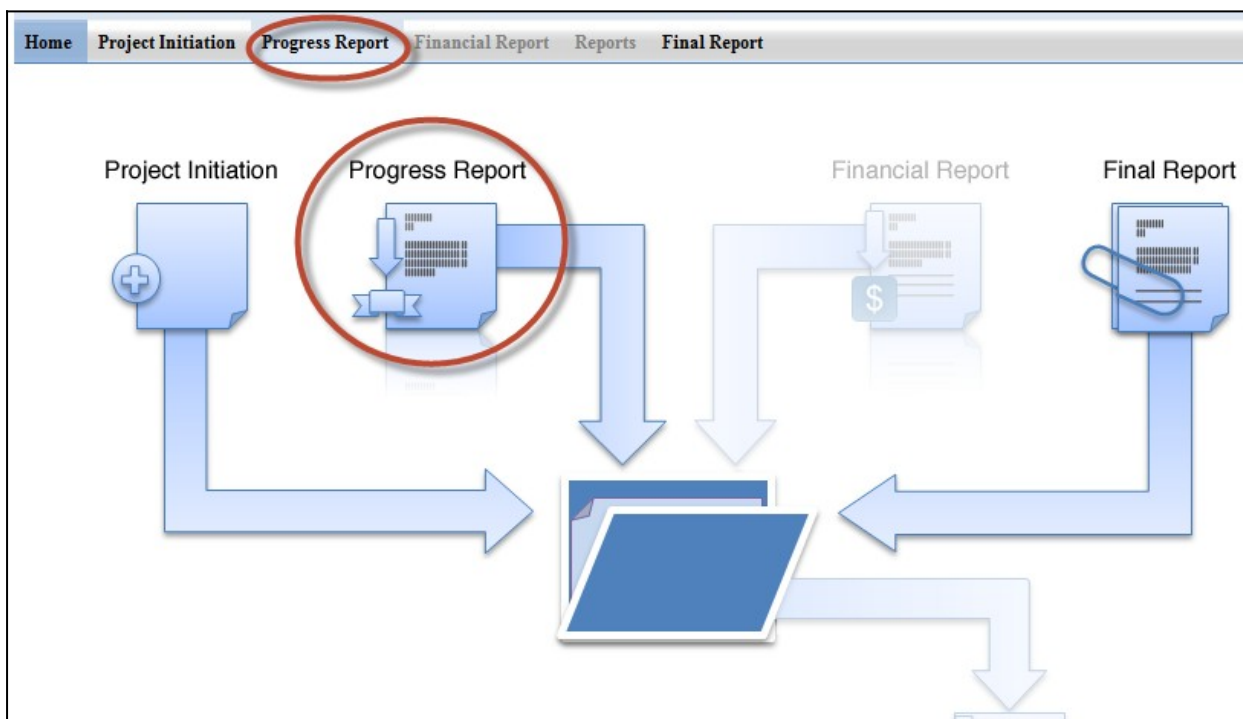 Home Project Initiation Progress Report Financial Report Reports Final Report
Project Initiation Progress Report Financial Report Final Report
$